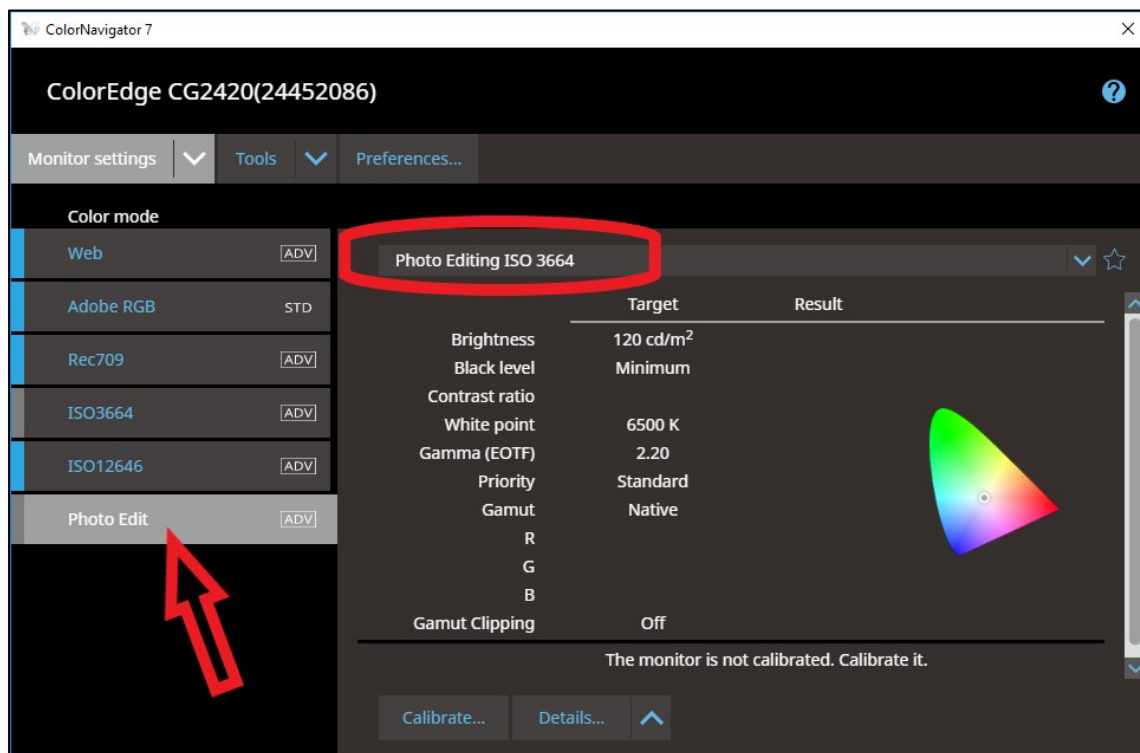 ColorNavigator 7
ColorEdge CG2420(24452086)
Monitor settings Tools Preferences...
Color mode
Web ADV
Adobe RGB STD
Rec709 ADV
ISO3664 ADV
ISO12646 ADV
Photo Edit ADV
Photo Editing ISO 3664
Target Result
Brightness 120 cd/m²
Black level Minimum
Contrast ratio
White point 6500 K
Gamma (EOTF) 2.20
Priority Standard
Gamut Native
R
G
B
Gamut Clipping Off
The monitor is not calibrated. Calibrate it.
Calibrate... Details...